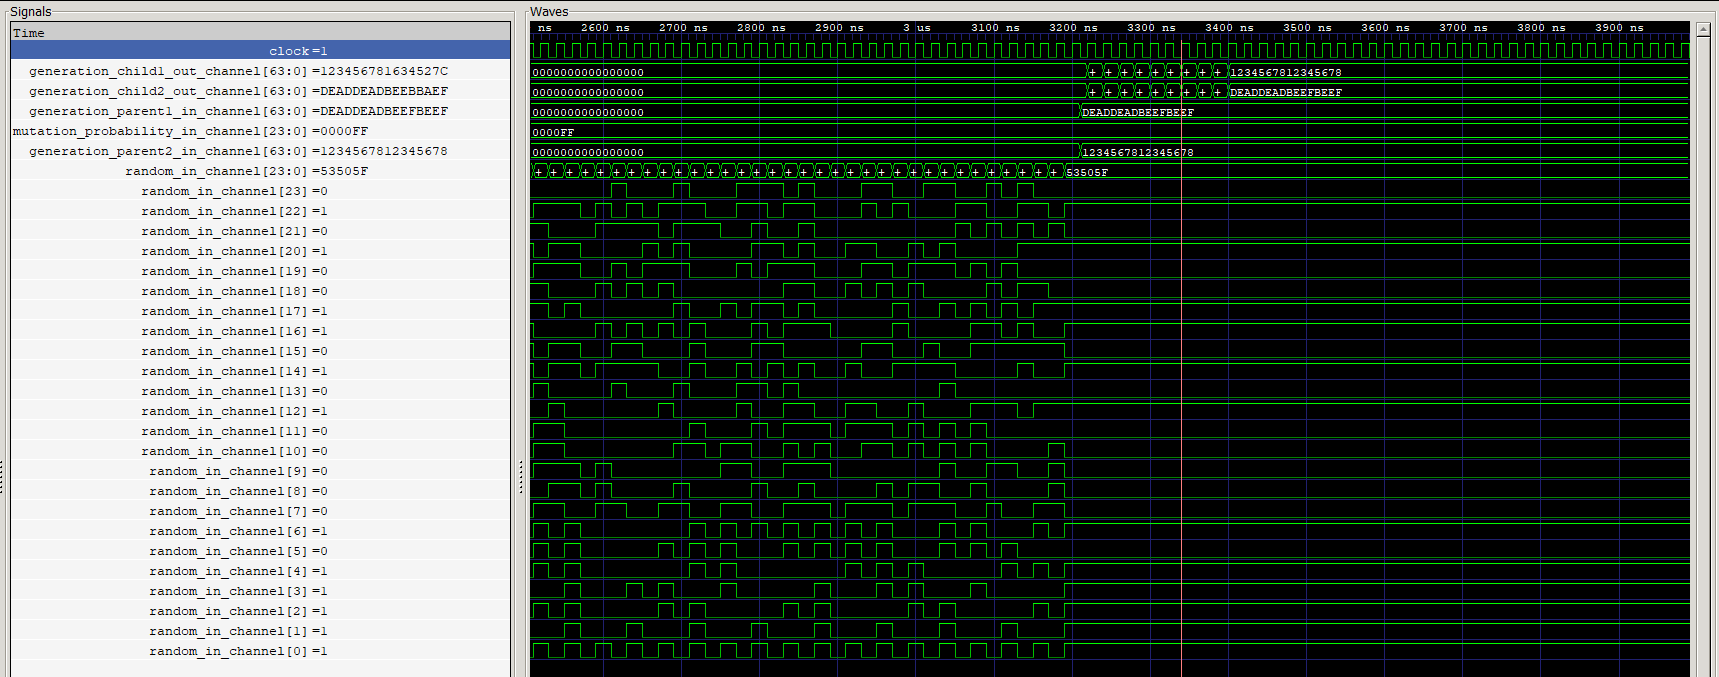 Signals
Waves
Time
ns 2600 ns 2700 ns 2800 ns 2900 ns 3 us 3100 ns 3200 ns 3300 ns 3400 ns 3500 ns 3600 ns 3700 ns 3800 ns 3900 ns
clock=1
generation_child1_out_channel[63:0]=123456781634527C
0000000000000000 + + + + + + + + + 1234567812345678
generation_child2_out_channel[63:0]=DEADDEADBEEBBAEF
0000000000000000 + + + + + + + + + DEADDEADBEEFBEEF
generation_parent1_in_channel[63:0]=DEADDEADBEEFBEEF
0000000000000000 DEADDEADBEEFBEEF
mutation_probability_in_channel[23:0]=0000FF
0000FF
generation_parent2_in_channel[63:0]=1234567812345678
0000000000000000 1234567812345678
random_in_channel[23:0]=53505F
+ + + + + + + + + + + + + + + + + + + + + + + + + + + + + + + + + + 53505F
random_in_channel[23]=0
random_in_channel[22]=1
random_in_channel[21]=0
random_in_channel[20]=1
random_in_channel[19]=0
random_in_channel[18]=0
random_in_channel[17]=1
random_in_channel[16]=1
random_in_channel[15]=0
random_in_channel[14]=1
random_in_channel[13]=0
random_in_channel[12]=1
random_in_channel[11]=0
random_in_channel[10]=0
random_in_channel[9]=0
random_in_channel[8]=0
random_in_channel[7]=0
random_in_channel[6]=1
random_in_channel[5]=0
random_in_channel[4]=1
random_in_channel[3]=1
random_in_channel[2]=1
random_in_channel[1]=1
random_in_channel[0]=1